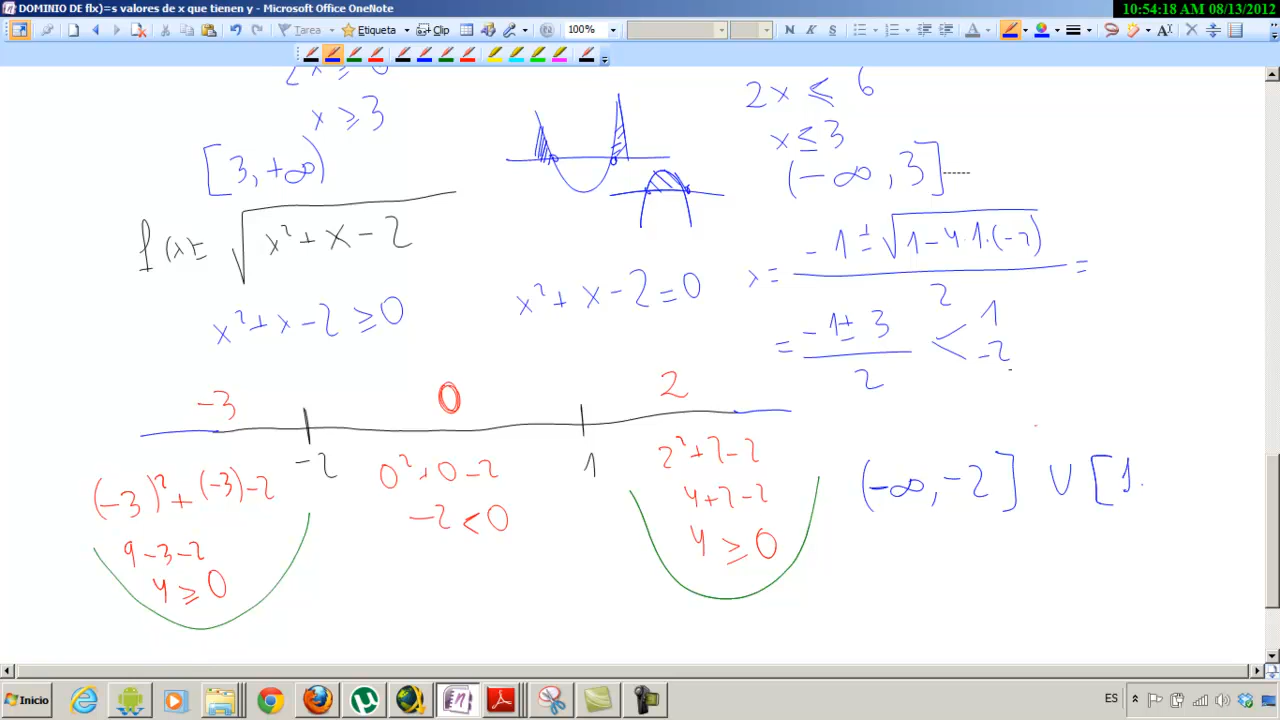 DOMINIO DE f(x)=s valores de x que tienen y - Microsoft Office OneNote
10:54:18 AM 08/13/2012
Tarea Etiqueta Clip 100% N K S A
x ≥ 3
[3, +∞)
2x ≤ 6
x ≤ 3
(-∞, 3]
f(x)= √x²+x-2
x²+x-2 ≥ 0
x²+x-2=0
x= -1 ± √1-4·1·(-2) =
2
= -1 ± 3 < 1
2 -2
-3 0 2
-2 1
(-3)²+(-3)-2
9-3-2
4 ≥ 0
0²+0-2
-2 < 0
2²+2-2
4+2-2
4 ≥ 0
(-∞, -2] ∪ [1.
Inicio
ES